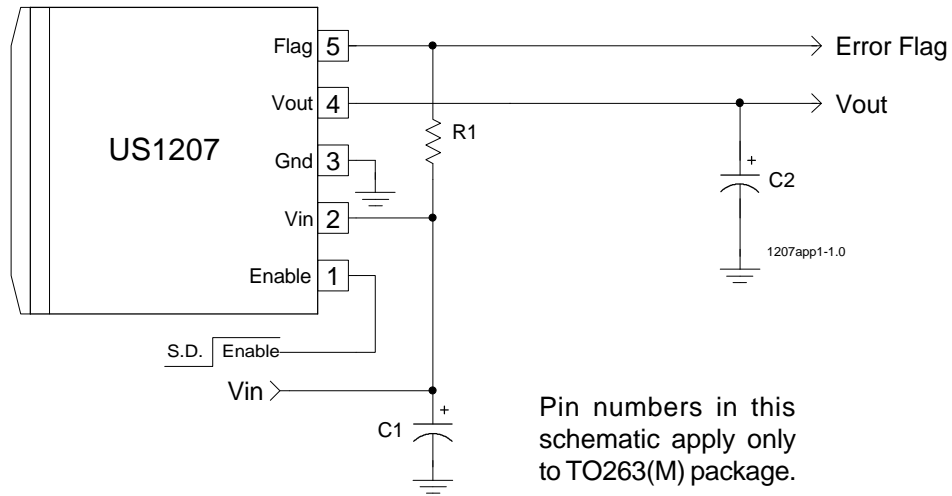 Flag 5
Error Flag
Vout 4
Vout
R1
US1207
Gnd 3
+
C2
Vin 2
1207app1-1.0
Enable 1
S.D. Enable
Vin
+
C1
Pin numbers in this
schematic apply only
to TO263(M) package.